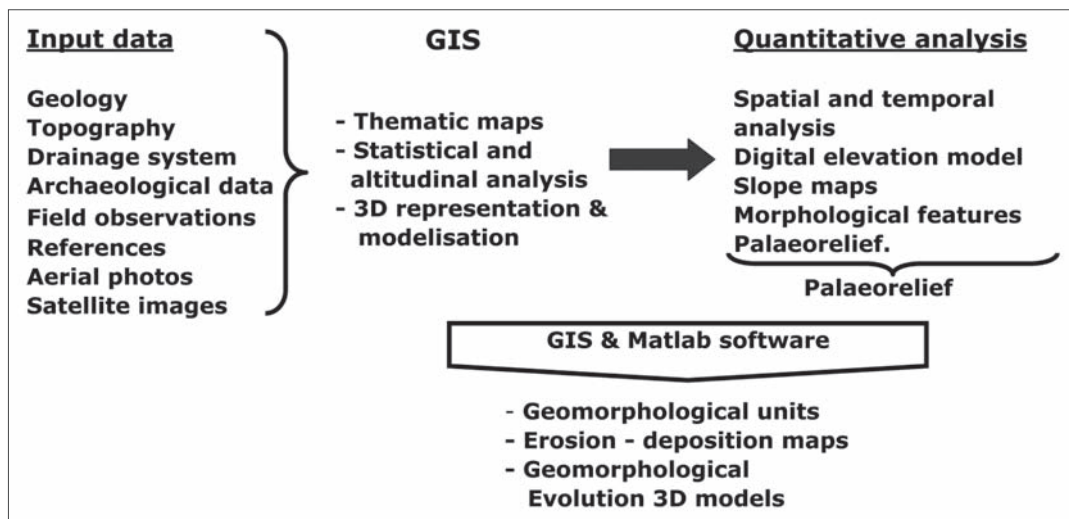 Input data
Geology
Topography
Drainage system
Archaeological data
Field observations
References
Aerial photos
Satellite images
GIS
- Thematic maps
- Statistical and
altitudinal analysis
- 3D representation &
modelisation
Quantitative analysis
Spatial and temporal
analysis
Digital elevation model
Slope maps
Morphological features
Palaeorelief.
Palaeorelief
GIS & Matlab software
- Geomorphological units
- Erosion - deposition maps
- Geomorphological
Evolution 3D models